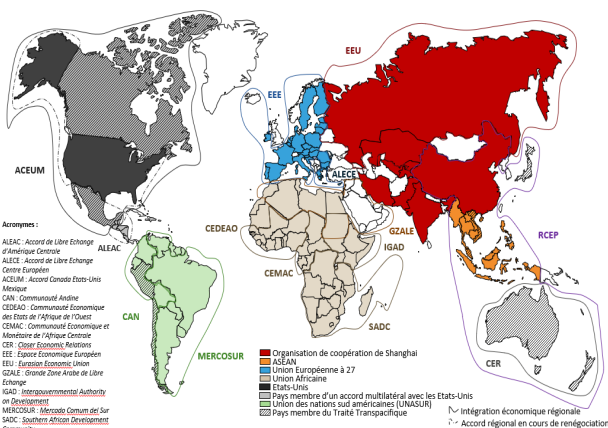 EEU
EEE
ACEUM
ALECE
CEDEAO
GZALE
IGAD
CEMAC
RCEP
ALEAC
SADC
CAN
MERCOSUR
CER
Acronymes :
ALEAC : Accord de Libre Echange
d'Amérique Centrale
ALECE : Accord de Libre Echange
Centre Européen
ACEUM : Accord Canada Etats-Unis
Mexique
CAN : Communauté Andine
CEDEAO : Communauté Economique
des Etats de l'Afrique de l'Ouest
CEMAC : Communauté Economique et
Monétaire de l'Afrique Centrale
CER : Closer Economic Relations
EEE : Espace Economique Européen
EEU : Eurasian Economic Union
GZALE : Grande Zone Arabe de Libre
Echange
IGAD : Intergouvernmental Authority
on Development
MERCOSUR : Mercado Comum del Sur
SADC : Southern African Development
Organisation de coopération de Shanghai
ASEAN
Union Européenne à 27
Union Africaine
Etats-Unis
Pays membre d'un accord multilatéral avec les Etats-Unis
Union des nations sud américaines (UNASUR)
Pays membre du Traité Transpacifique
Intégration économique régionale
Accord régional en cours de renégociation